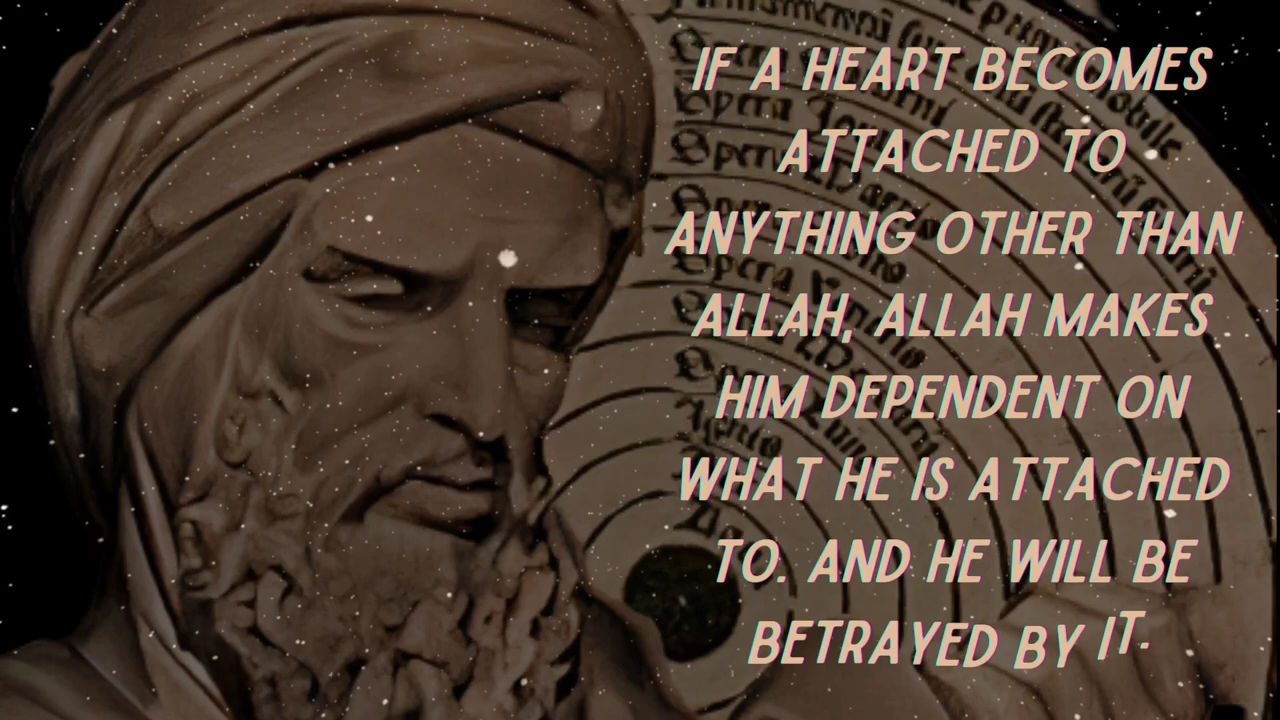 IF A HEART BECOMES
ATTACHED TO
ANYTHING OTHER THAN
ALLAH, ALLAH MAKES
HIM DEPENDENT ON
WHAT HE IS ATTACHED
TO. AND HE WILL BE
BETRAYED BY IT.